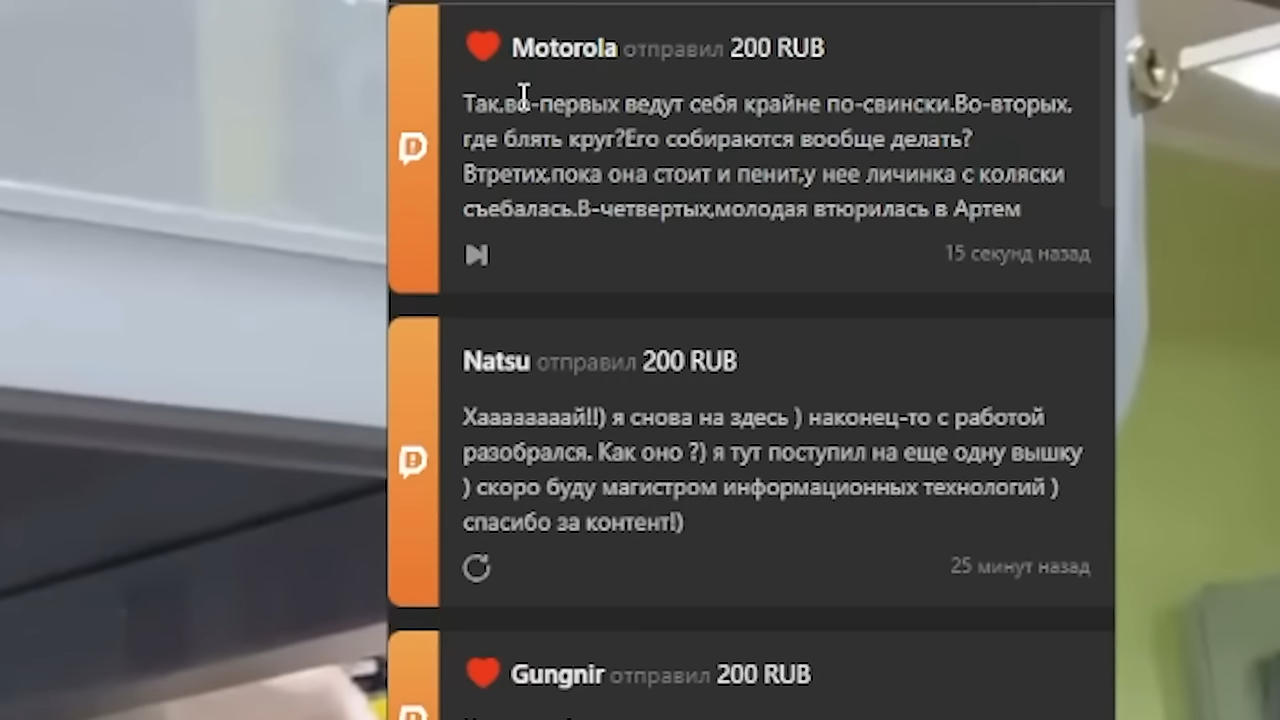 Motorola отправил 200 RUB
Так.во-первых ведут себя крайне по-свински.Во-вторых,
где блять круг?Его собираются вообще делать?
Втретих,пока она стоит и пенит,у нее личинка с коляски
съебалась.В-четвертых,молодая втюрилась в Артем
15 секунд назад
Natsu отправил 200 RUB
Хааааааааай!!) я снова на здесь ) наконец-то с работой
разобрался. Как оно ?) я тут поступил на еще одну вышку
) скоро буду магистром информационных технологий )
спасибо за контент!)
25 минут назад
Gungnir отправил 200 RUB